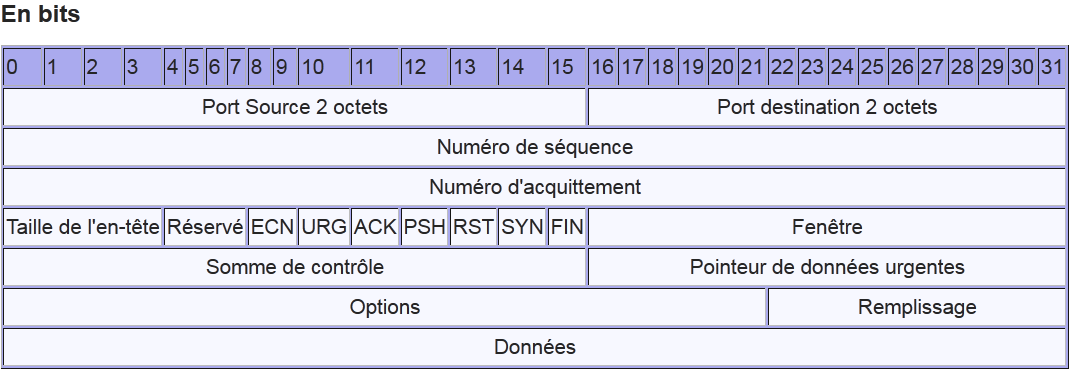 En bits
0 1 2 3 4 5 6 7 8 9 10 11 12 13 14 15 16 17 18 19 20 21 22 23 24 25 26 27 28 29 30 31
Port Source 2 octets Port destination 2 octets
Numéro de séquence
Numéro d'acquittement
Taille de l'en-tête Réservé ECN URG ACK PSH RST SYN FIN Fenêtre
Somme de contrôle Pointeur de données urgentes
Options Remplissage
Données